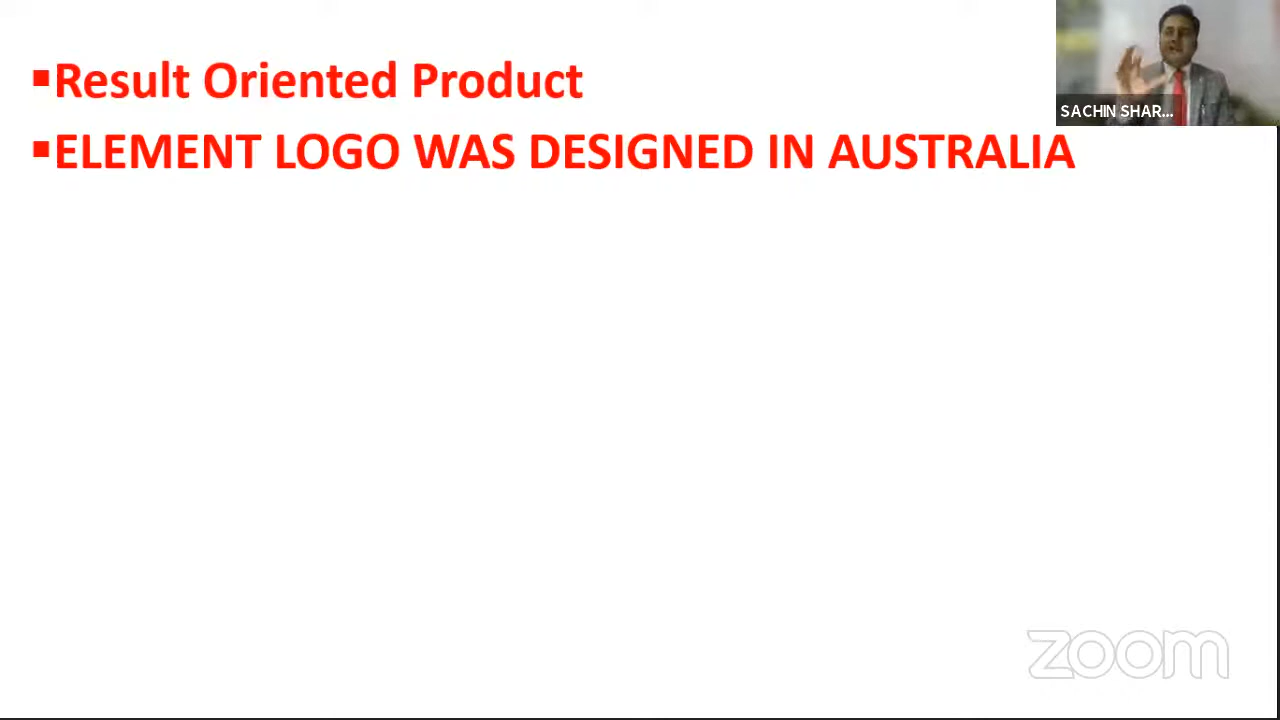 ▪Result Oriented Product
▪ELEMENT LOGO WAS DESIGNED IN AUSTRALIA
SACHIN SHAR...
zoom